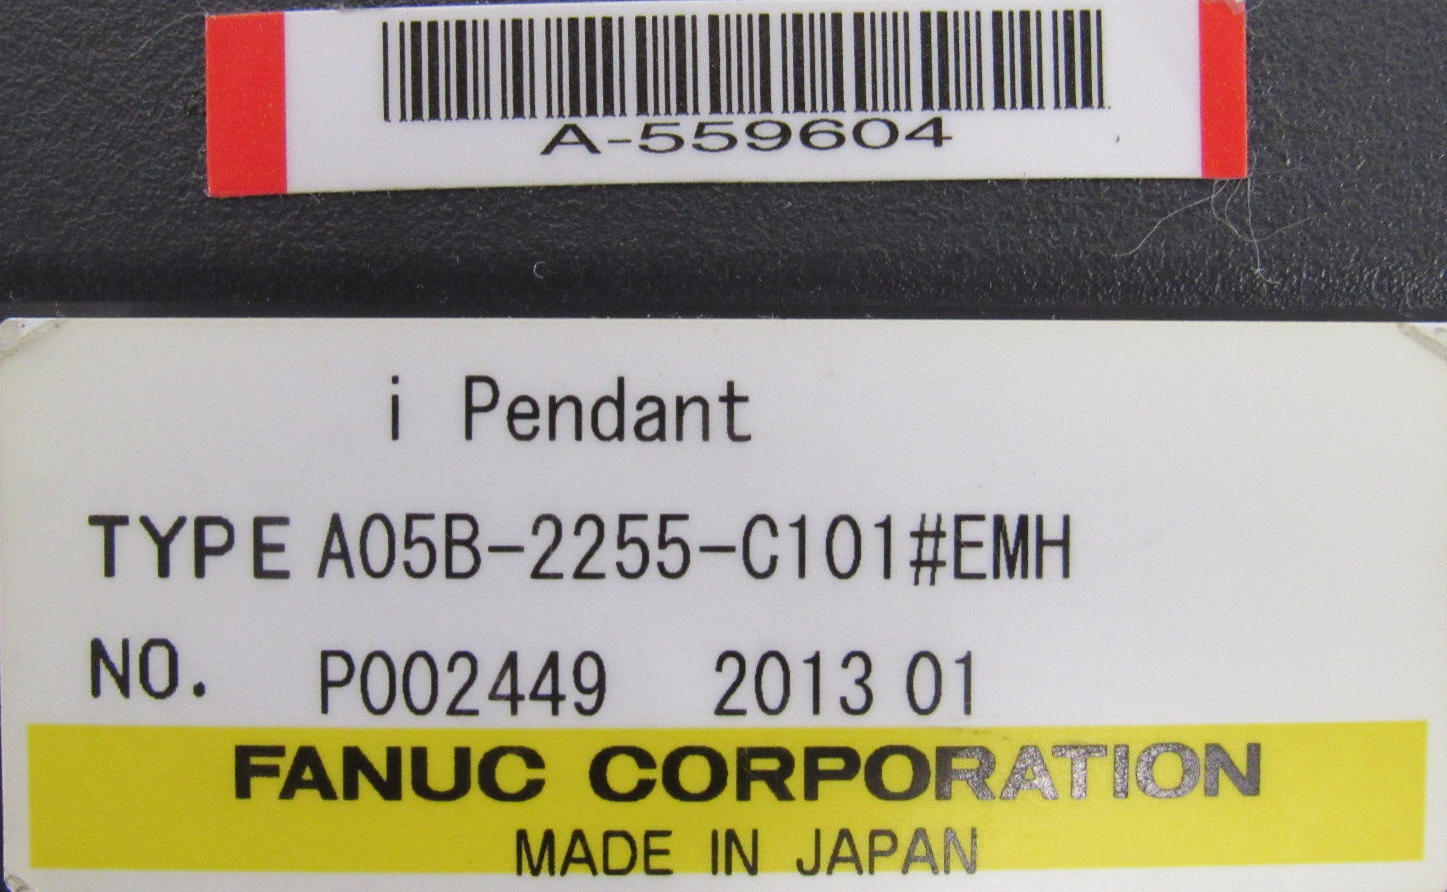 A-559604
i Pendant
TYPE A05B-2255-C101#EMH
NO. P002449 2013 01
FANUC CORPORATION
MADE IN JAPAN